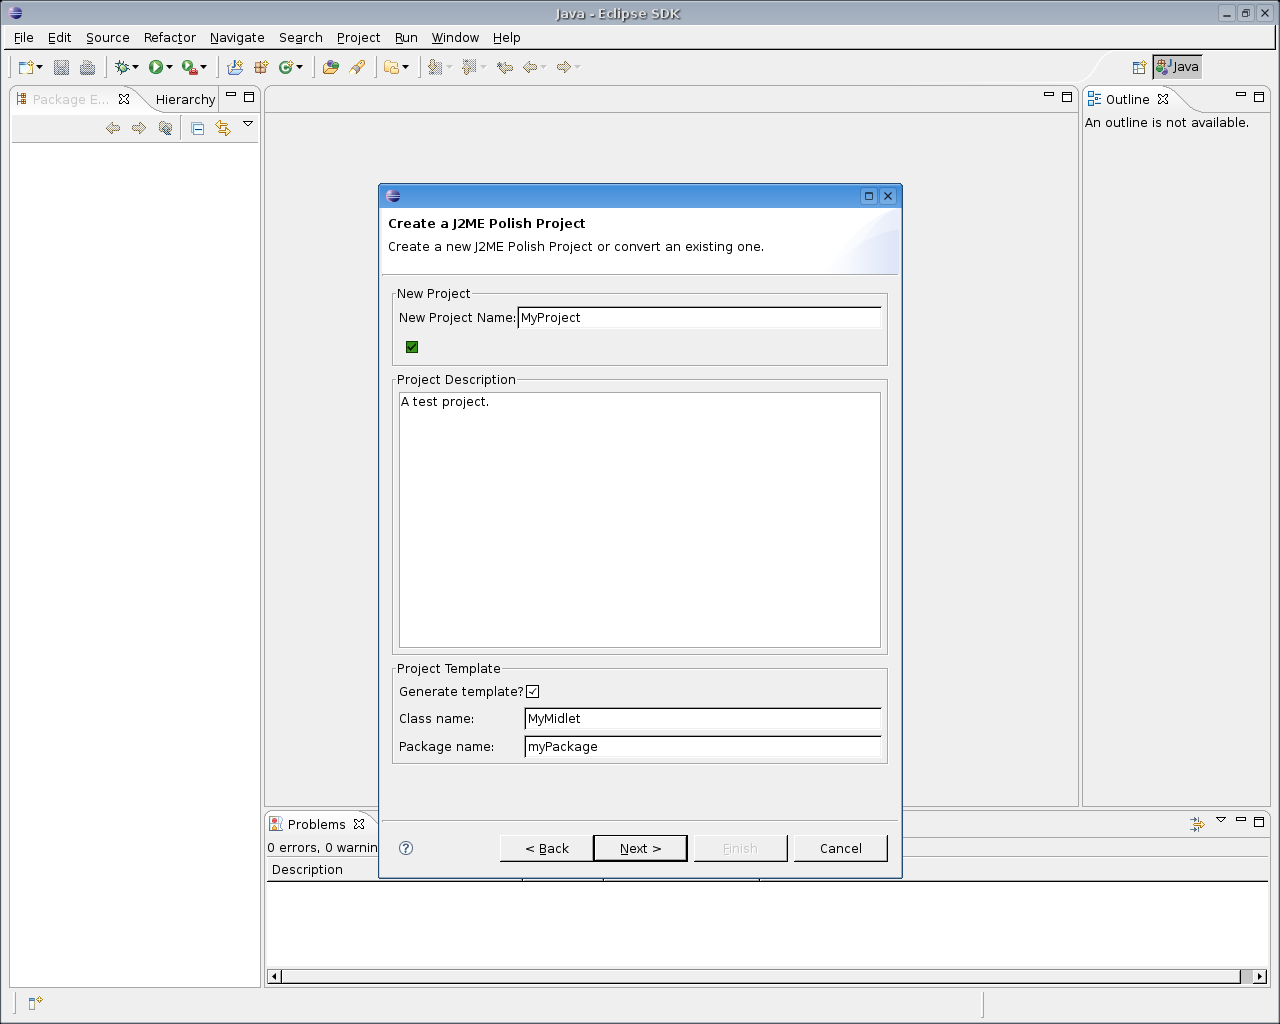 Java - Eclipse SDK
File Edit Source Refactor Navigate Search Project Run Window Help
Java
Package E... Hierarchy
Outline
An outline is not available.
Create a J2ME Polish Project
Create a new J2ME Polish Project or convert an existing one.
New Project
New Project Name: MyProject
Project Description
A test project.
Project Template
Generate template?
Class name: MyMidlet
Package name: myPackage
< Back Next > Finish Cancel
Problems
0 errors, 0 warnin
Description